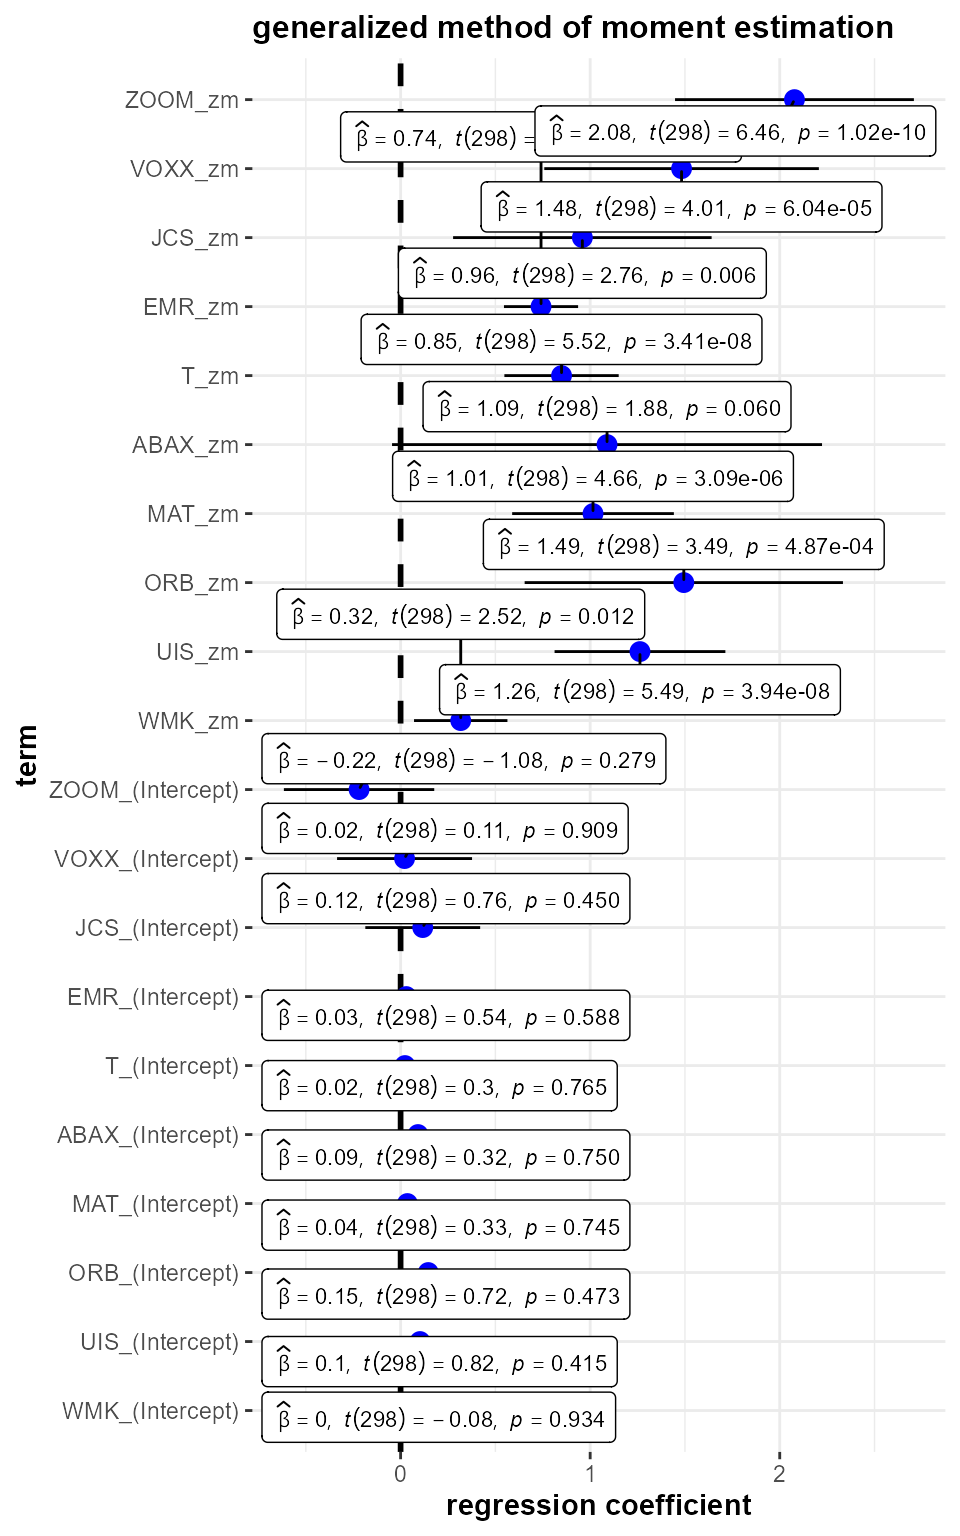 generalized method of moment estimation
ZOOM_zm
β̂ = 0.74, t(298) =
β̂ = 2.08, t(298) = 6.46, p = 1.02e-10
VOXX_zm
β̂ = 1.48, t(298) = 4.01, p = 6.04e-05
JCS_zm
β̂ = 0.96, t(298) = 2.76, p = 0.006
EMR_zm
β̂ = 0.85, t(298) = 5.52, p = 3.41e-08
T_zm
β̂ = 1.09, t(298) = 1.88, p = 0.060
ABAX_zm
β̂ = 1.01, t(298) = 4.66, p = 3.09e-06
MAT_zm
β̂ = 1.49, t(298) = 3.49, p = 4.87e-04
ORB_zm
β̂ = 0.32, t(298) = 2.52, p = 0.012
UIS_zm
β̂ = 1.26, t(298) = 5.49, p = 3.94e-08
WMK_zm
β̂ = −0.22, t(298) = −1.08, p = 0.279
ZOOM_(Intercept)
β̂ = 0.02, t(298) = 0.11, p = 0.909
VOXX_(Intercept)
β̂ = 0.12, t(298) = 0.76, p = 0.450
JCS_(Intercept)
EMR_(Intercept)
β̂ = 0.03, t(298) = 0.54, p = 0.588
T_(Intercept)
β̂ = 0.02, t(298) = 0.3, p = 0.765
ABAX_(Intercept)
β̂ = 0.09, t(298) = 0.32, p = 0.750
MAT_(Intercept)
β̂ = 0.04, t(298) = 0.33, p = 0.745
ORB_(Intercept)
β̂ = 0.15, t(298) = 0.72, p = 0.473
UIS_(Intercept)
β̂ = 0.1, t(298) = 0.82, p = 0.415
WMK_(Intercept)
β̂ = 0, t(298) = −0.08, p = 0.934
term
0 1 2
regression coefficient